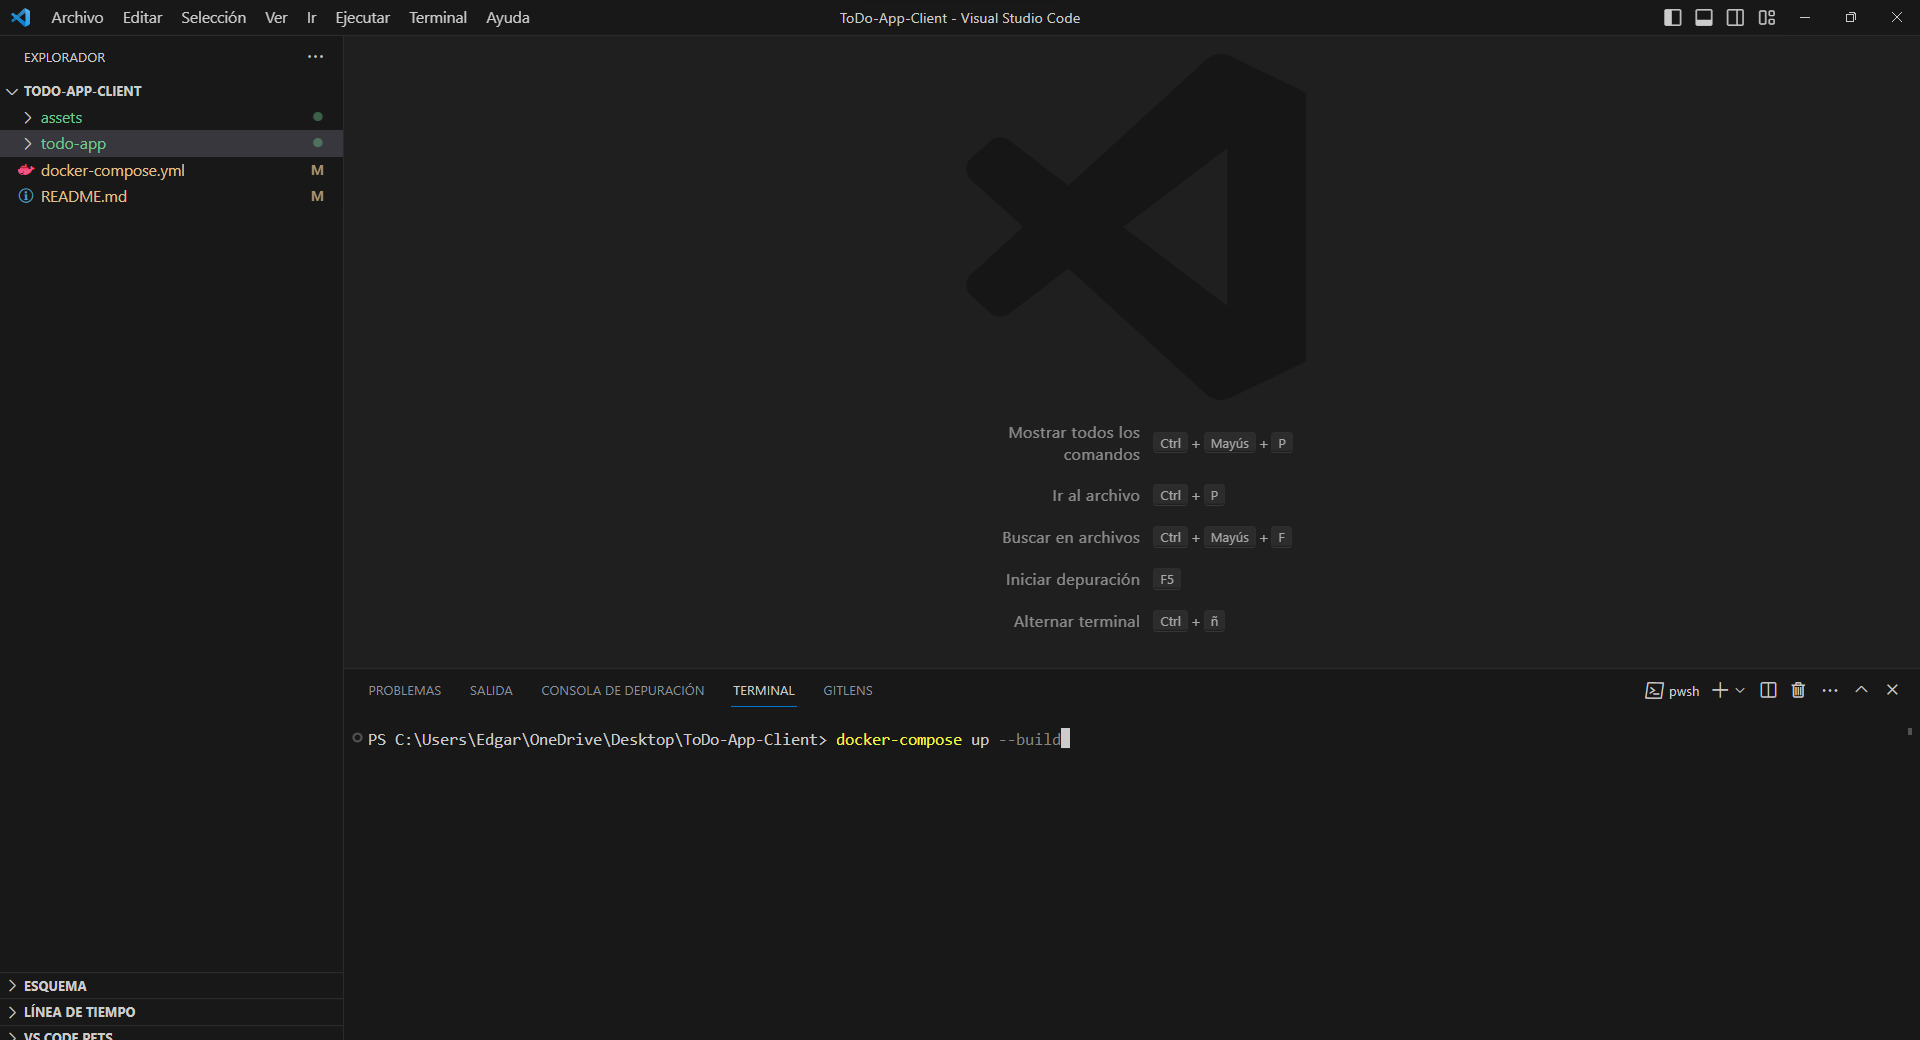 Archivo Editar Selección Ver Ir Ejecutar Terminal Ayuda
ToDo-App-Client - Visual Studio Code
EXPLORADOR
TODO-APP-CLIENT
assets
todo-app
docker-compose.yml M
README.md M
Mostrar todos los
comandos
Ctrl + Mayús + P
Ir al archivo Ctrl + P
Buscar en archivos Ctrl + Mayús + F
Iniciar depuración F5
Alternar terminal Ctrl + ñ
PROBLEMAS SALIDA CONSOLA DE DEPURACIÓN TERMINAL GITLENS
pwsh
PS C:\Users\Edgar\OneDrive\Desktop\ToDo-App-Client> docker-compose up --build
ESQUEMA
LÍNEA DE TIEMPO
VS CODE PETS